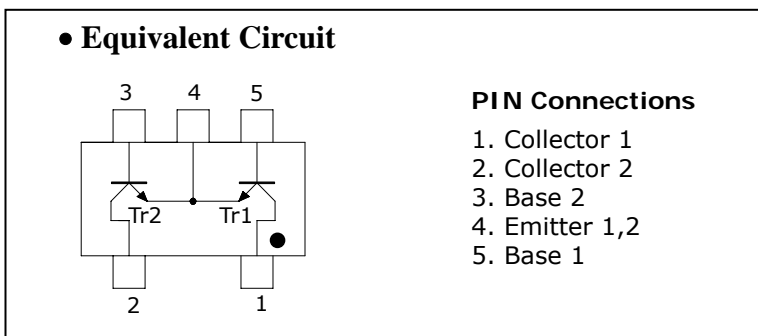 • Equivalent Circuit
3 4 5
Tr2 Tr1
2 1
PIN Connections
1. Collector 1
2. Collector 2
3. Base 2
4. Emitter 1,2
5. Base 1